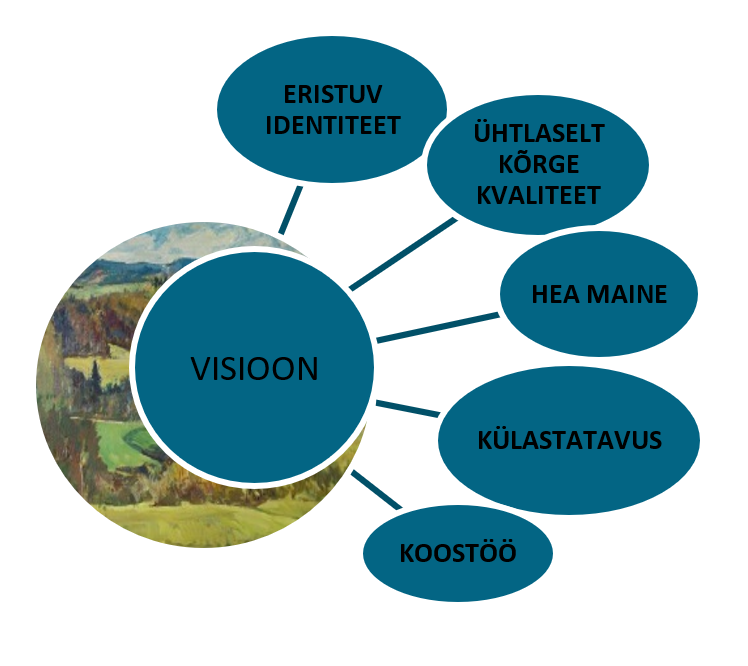 ERISTUV
IDENTITEET
ÜHTLASELT
KÕRGE
KVALITEET
HEA MAINE
VISIOON
KÜLASTATAVUS
KOOSTÖÖ